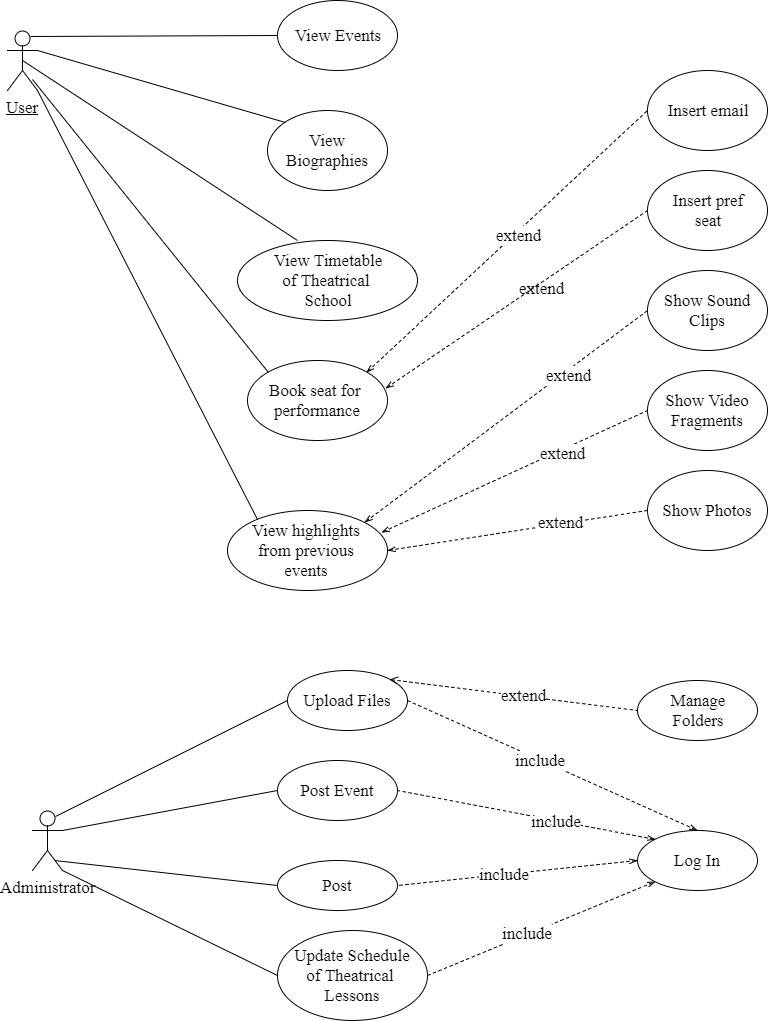 View Events
User
View
Biographies
Insert email
Insert pref
seat
extend
View Timetable
of Theatrical
School
extend
Show Sound
Clips
extend
Book seat for
performance
Show Video
Fragments
extend
Show Photos
extend
View highlights
from previous
events
Upload Files
extend
Manage
Folders
include
Post Event
include
Log In
include
Post
Administrator
include
Update Schedule
of Theatrical
Lessons